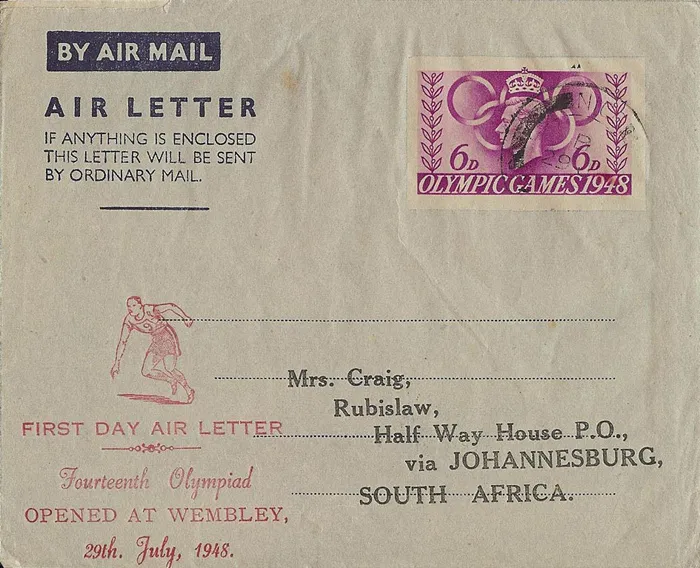 BY AIR MAIL
AIR LETTER
IF ANYTHING IS ENCLOSED
THIS LETTER WILL BE SENT
BY ORDINARY MAIL.
6D 6D
OLYMPIC GAMES 1948
Mrs. Craig,
Rubislaw,
Half Way House P.O.,
via JOHANNESBURG,
SOUTH AFRICA.
FIRST DAY AIR LETTER
Fourteenth Olympiad
OPENED AT WEMBLEY,
29th. July, 1948.